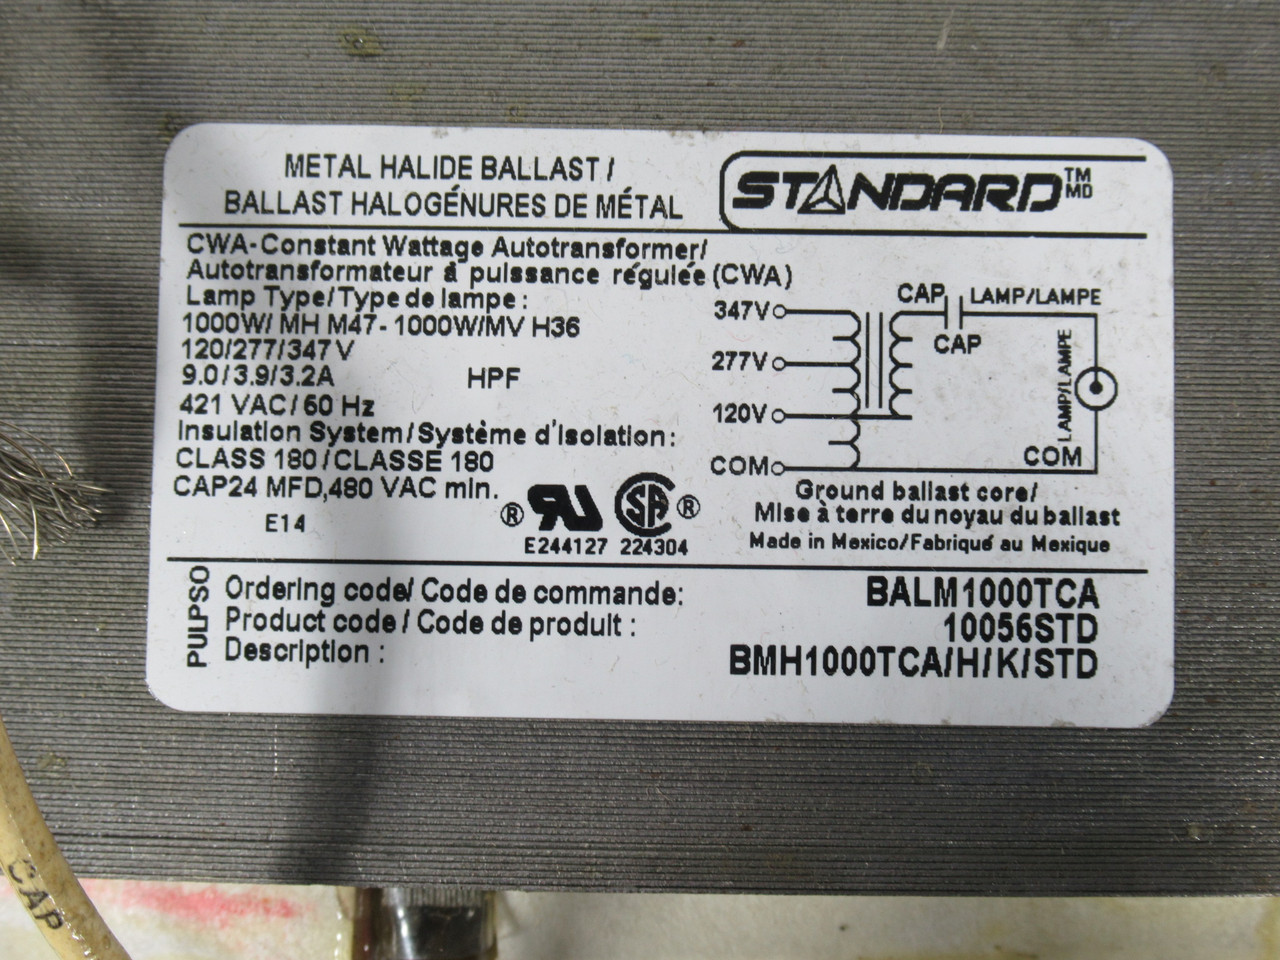 METAL HALIDE BALLAST /
BALLAST HALOGÉNURES DE MÉTAL
STANDARD TM MD
CWA-Constant Wattage Autotransformer/
Autotransformateur à puissance régulée (CWA)
Lamp Type/Type de lampe :
1000W/ MH M47- 1000W/MV H36
120/277/347 V
9.0/3.9/3.2A HPF
421 VAC/ 60 Hz
Insulation System/Système d'isolation :
CLASS 180 / CLASSE 180
CAP24 MFD,480 VAC min.
E14
® RU
SA ®
E244127 224304
347V
277V
120V
COM
CAP
LAMP/LAMPE
CAP
LAMP/LAMPE
COM
Ground ballast core/
Mise à terre du noyau du ballast
Made in Mexico/Fabriqué au Mexique
PULPSO
Ordering code/ Code de commande: BALM1000TCA
Product code / Code de produit : 10056STD
Description : BMH1000TCA/H/K/STD
CAP